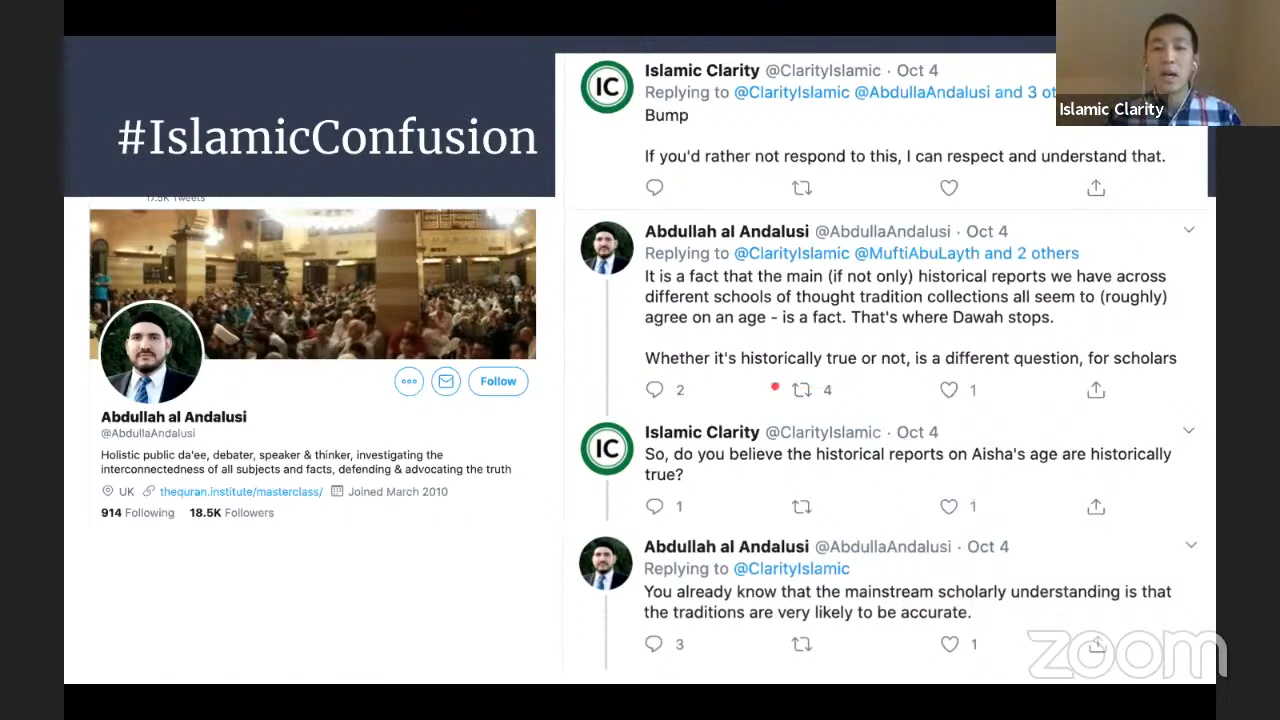 #IslamicConfusion
17.5K Tweets
Follow
Abdullah al Andalusi
@AbdullaAndalusi
Holistic public da'ee, debater, speaker & thinker, investigating the
interconnectedness of all subjects and facts, defending & advocating the truth
UK thequran.institute/masterclass/ Joined March 2010
914 Following 18.5K Followers
IC
Islamic Clarity @ClarityIslamic · Oct 4
Replying to @ClarityIslamic @AbdullaAndalusi and 3 ot
Bump
If you'd rather not respond to this, I can respect and understand that.
Abdullah al Andalusi @AbdullaAndalusi · Oct 4
Replying to @ClarityIslamic @MuftiAbuLayth and 2 others
It is a fact that the main (if not only) historical reports we have across
different schools of thought tradition collections all seem to (roughly)
agree on an age - is a fact. That's where Dawah stops.
Whether it's historically true or not, is a different question, for scholars
2 4 1
IC
Islamic Clarity @ClarityIslamic · Oct 4
So, do you believe the historical reports on Aisha's age are historically
true?
1 1
Abdullah al Andalusi @AbdullaAndalusi · Oct 4
Replying to @ClarityIslamic
You already know that the mainstream scholarly understanding is that
the traditions are very likely to be accurate.
3 1
Islamic Clarity
zoom